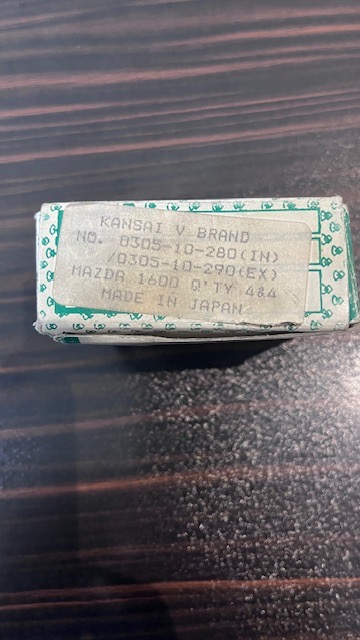 KANSAI V BRAND
NO. 0305-10-280(IN)
/0305-10-290(EX)
MAZDA 1600 Q'TY 4&4
MADE IN JAPAN